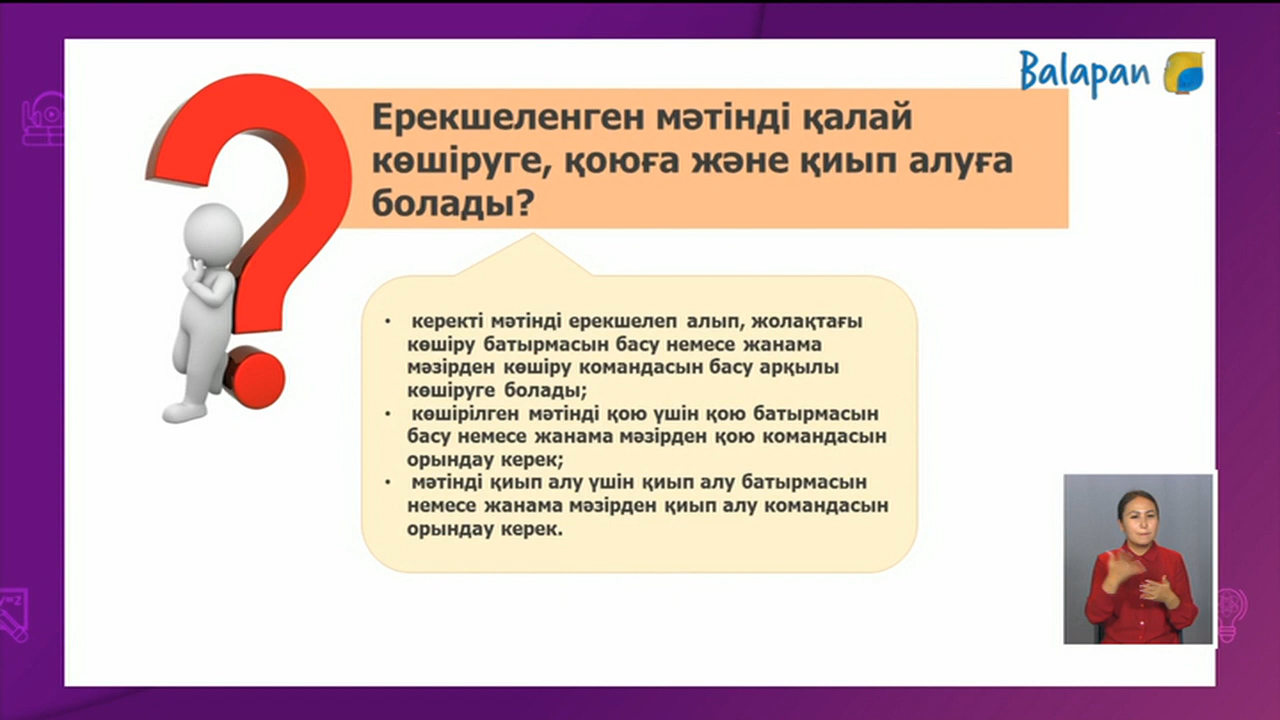 Balapan
Ерекшеленген мәтінді қалай
көшіруге, қоюға және қиып алуға
болады?
• керекті мәтінді ерекшелеп алып, жолақтағы
көшіру батырмасын басу немесе жанама
мәзірден көшіру командасын басу арқылы
көшіруге болады;
• көшірілген мәтінді қою үшін қою батырмасын
басу немесе жанама мәзірден қою командасын
орындау керек;
• мәтінді қиып алу үшін қиып алу батырмасын
немесе жанама мәзірден қиып алу командасын
орындау керек.